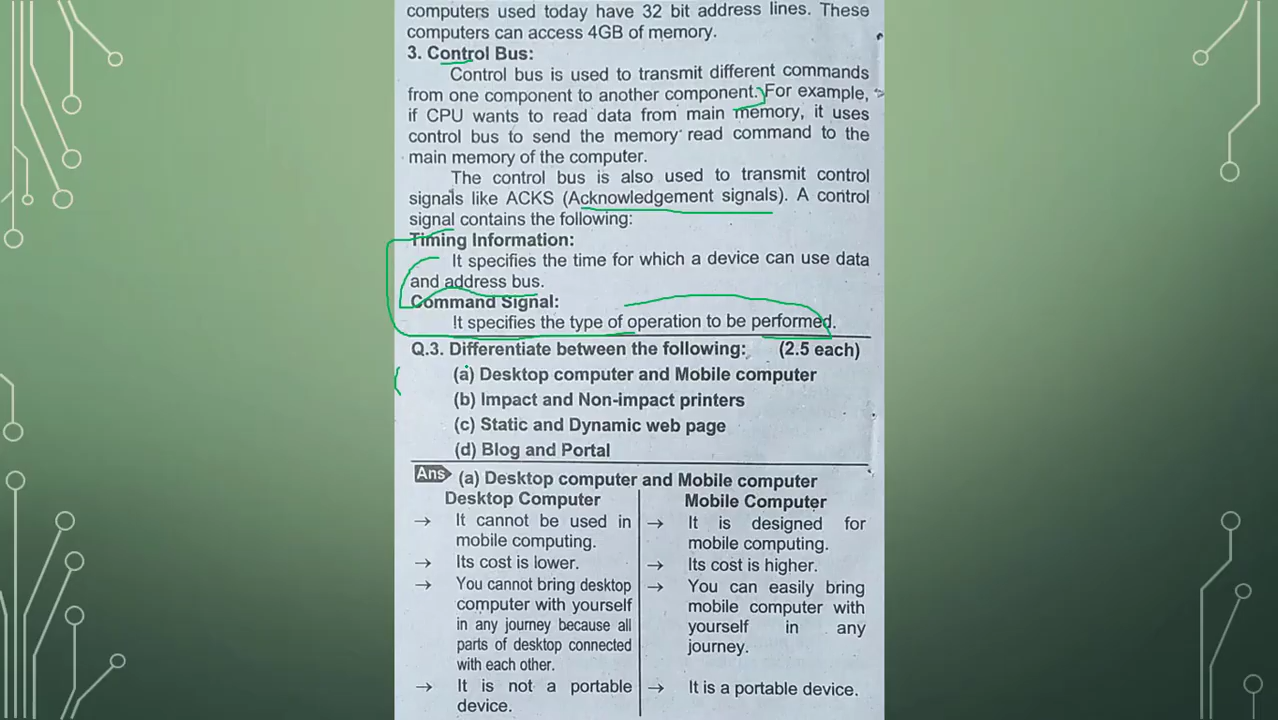 computers used today have 32 bit address lines. These
computers can access 4GB of memory.
3. Control Bus:
Control bus is used to transmit different commands
from one component to another component. For example,
if CPU wants to read data from main memory, it uses
control bus to send the memory read command to the
main memory of the computer.
The control bus is also used to transmit control
signals like ACKS (Acknowledgement signals). A control
signal contains the following:
Timing Information:
It specifies the time for which a device can use data
and address bus.
Command Signal:
It specifies the type of operation to be performed.
Q.3. Differentiate between the following: (2.5 each)
(a) Desktop computer and Mobile computer
(b) Impact and Non-impact printers
(c) Static and Dynamic web page
(d) Blog and Portal
Ans (a) Desktop computer and Mobile computer
Desktop Computer
→ It cannot be used in
mobile computing.
→ Its cost is lower.
→ You cannot bring desktop
computer with yourself
in any journey because all
parts of desktop connected
with each other.
→ It is not a portable
device.
Mobile Computer
→ It is designed for
mobile computing.
→ Its cost is higher.
→ You can easily bring
mobile computer with
yourself in any
journey.
→ It is a portable device.